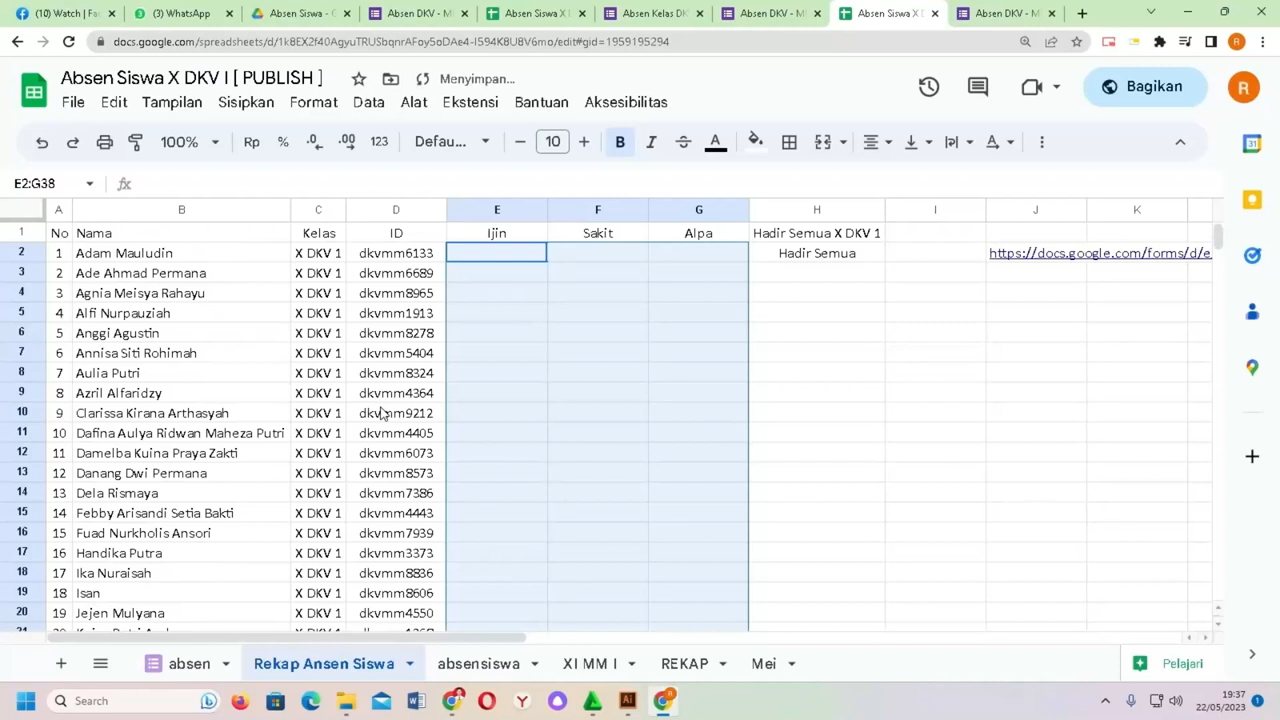 (10) Watch | F
(3) WhatsApp
Absen Siswa - G
Absen DKV - M
Absen Siswa X D
Absen Kelas DK
Absen DKV - M
Absen Siswa X D
Absen DKV - M
docs.google.com/spreadsheets/d/1k8EX2f40AgyuTRUSbqnrAFoy5oDAe4-I594K8U8V6mo/edit#gid=1959195294
Absen Siswa X DKV I [ PUBLISH ]
Menyimpan...
File Edit Tampilan Sisipkan Format Data Alat Ekstensi Bantuan Aksesibilitas
Bagikan
R
100% Rp % .0 .00 123 Defau... 10 B I S A
E2:G38 fx
A B C D E F G H I J K
1 No Nama Kelas ID Ijin Sakit Alpa Hadir Semua X DKV 1
2 1 Adam Mauludin X DKV 1 dkvmm6133 Hadir Semua https://docs.google.com/forms/d/e
3 2 Ade Ahmad Permana X DKV 1 dkvmm6689
4 3 Agnia Meisya Rahayu X DKV 1 dkvmm8965
5 4 Alfi Nurpauziah X DKV 1 dkvmm1913
6 5 Anggi Agustin X DKV 1 dkvmm8278
7 6 Annisa Siti Rohimah X DKV 1 dkvmm5404
8 7 Aulia Putri X DKV 1 dkvmm8324
9 8 Azril Alfaridzy X DKV 1 dkvmm4364
10 9 Clarissa Kirana Arthasyah X DKV 1 dkvmm9212
11 10 Dafina Aulya Ridwan Maheza Putri X DKV 1 dkvmm4405
12 11 Damelba Kuina Praya Zakti X DKV 1 dkvmm6073
13 12 Danang Dwi Permana X DKV 1 dkvmm8573
14 13 Dela Rismaya X DKV 1 dkvmm7386
15 14 Febby Arisandi Setia Bakti X DKV 1 dkvmm4443
16 15 Fuad Nurkholis Ansori X DKV 1 dkvmm7939
17 16 Handika Putra X DKV 1 dkvmm3373
18 17 Ika Nuraisah X DKV 1 dkvmm8836
19 18 Isan X DKV 1 dkvmm8606
20 19 Jejen Mulyana X DKV 1 dkvmm4550
absen Rekap Ansen Siswa absensiswa XI MM I REKAP Mei Pelajari
Search
19:37
22/05/2023